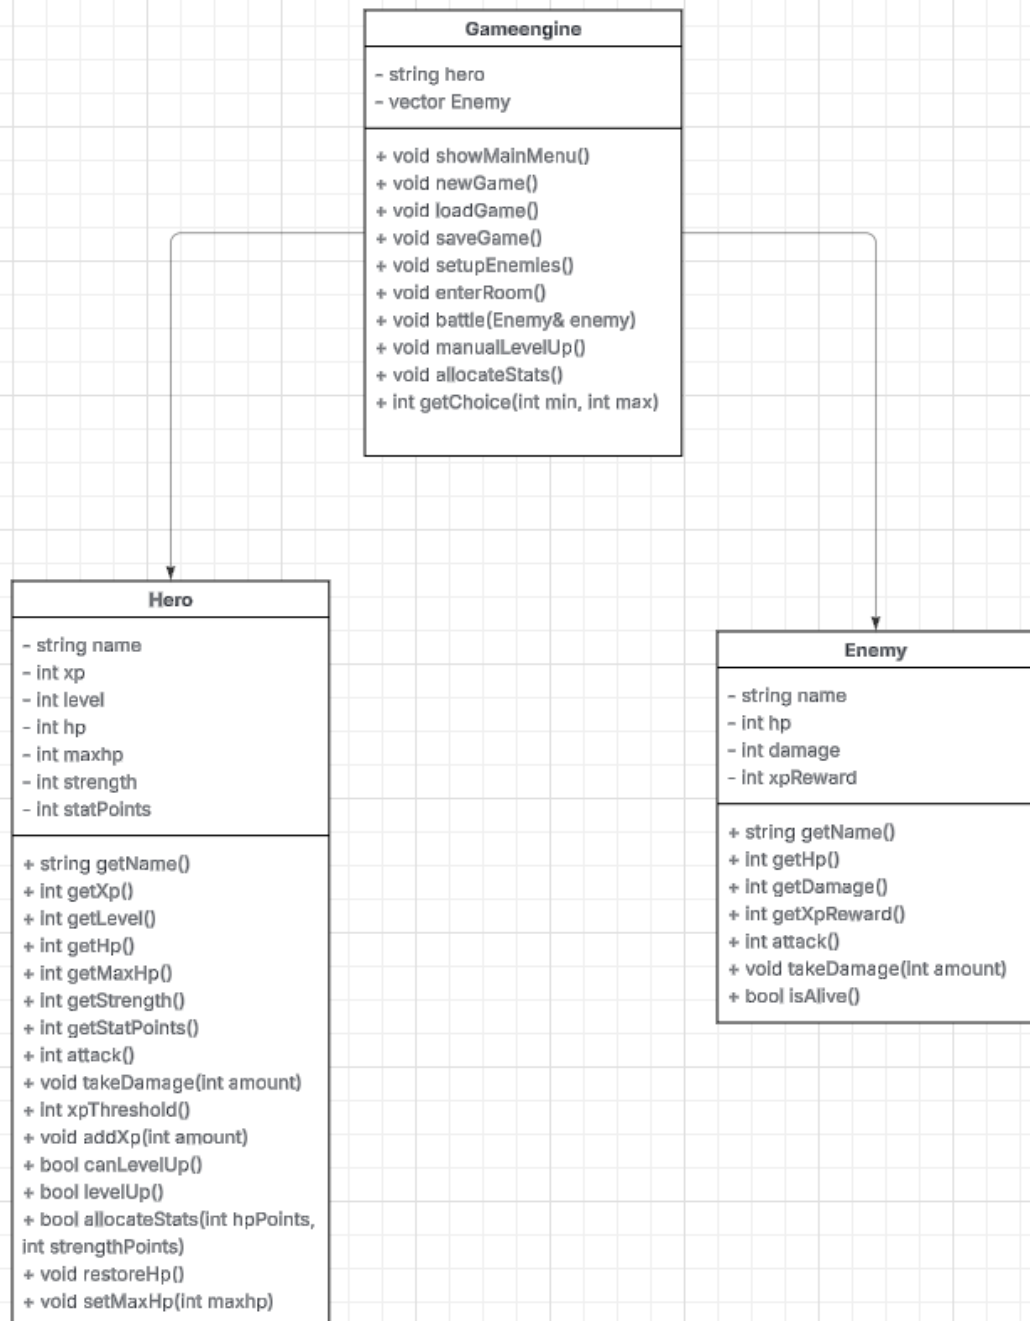 Gameengine
- string hero
- vector Enemy
+ void showMainMenu()
+ void newGame()
+ void loadGame()
+ void saveGame()
+ void setupEnemies()
+ void enterRoom()
+ void battle(Enemy& enemy)
+ void manualLevelUp()
+ void allocateStats()
+ int getChoice(int min, int max)
Hero
- string name
- int xp
- int level
- int hp
- int maxhp
- int strength
- int statPoints
+ string getName()
+ int getXp()
+ int getLevel()
+ int getHp()
+ int getMaxHp()
+ int getStrength()
+ int getStatPoints()
+ int attack()
+ void takeDamage(int amount)
+ int xpThreshold()
+ void addXp(int amount)
+ bool canLevelUp()
+ bool levelUp()
+ bool allocateStats(int hpPoints,
int strengthPoints)
+ void restoreHp()
+ void setMaxHp(int maxhp)
Enemy
- string name
- int hp
- int damage
- int xpReward
+ string getName()
+ int getHp()
+ int getDamage()
+ int getXpReward()
+ int attack()
+ void takeDamage(int amount)
+ bool isAlive()